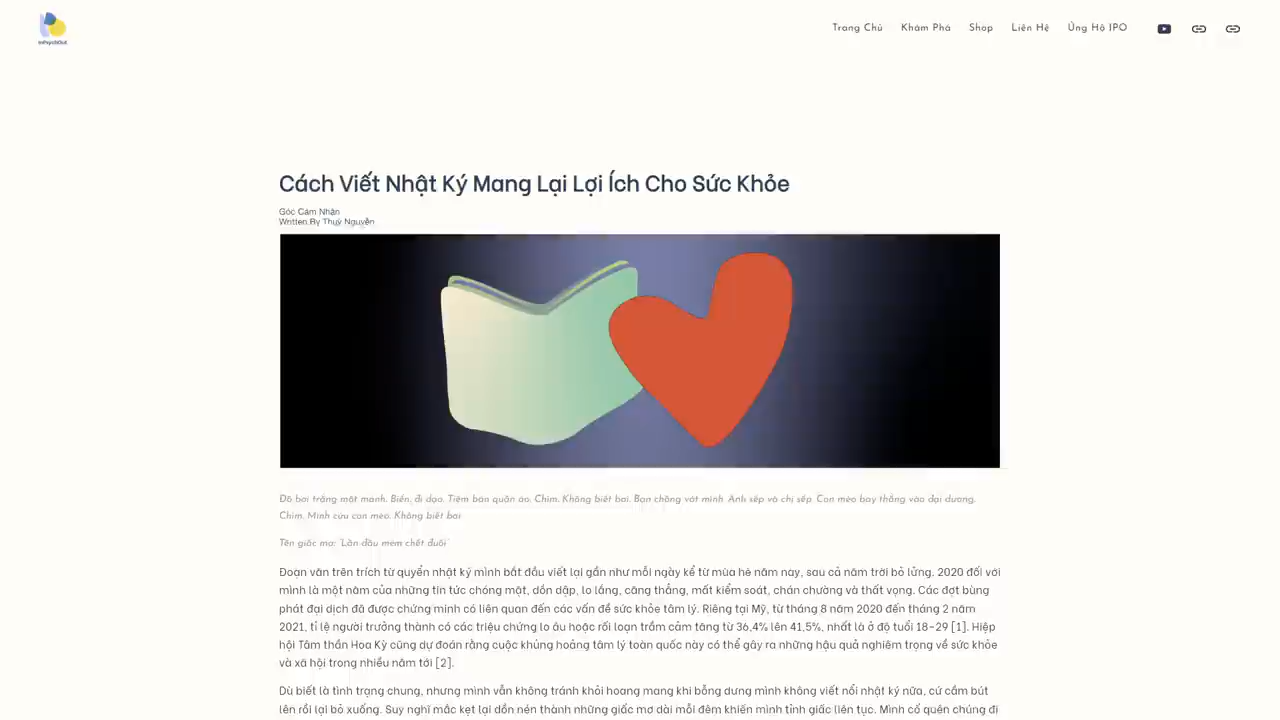 InPsychOut
Trang Chủ Khám Phá Shop Liên Hệ Ủng Hộ IPO
Cách Viết Nhật Ký Mang Lại Lợi Ích Cho Sức Khỏe
Góc Cảm Nhận
Written By Thuỳ Nguyễn
Đồ bơi trắng một mảnh. Biển, đi dạo. Tiệm bán quần áo. Chìm. Không biết bơi. Bạn chồng vớt mình. Anh sếp và chị sếp. Con mèo bay thẳng vào đại dương.
Chìm. Mình cứu con mèo. Không biết bơi.
Tên giấc mơ: "Lần đầu mém chết đuối"
Đoạn văn trên trích từ quyển nhật ký mình bắt đầu viết lại gần như mỗi ngày kể từ mùa hè năm nay, sau cả năm trời bỏ lửng. 2020 đối với
mình là một năm của những tin tức chóng mặt, dồn dập, lo lắng, căng thẳng, mất kiểm soát, chán chường và thất vọng. Các đợt bùng
phát đại dịch đã được chứng minh có liên quan đến các vấn đề sức khỏe tâm lý. Riêng tại Mỹ, từ tháng 8 năm 2020 đến tháng 2 năm
2021, tỉ lệ người trưởng thành có các triệu chứng lo âu hoặc rối loạn trầm cảm tăng từ 36,4% lên 41,5%, nhất là ở độ tuổi 18-29 [1]. Hiệp
hội Tâm thần Hoa Kỳ cũng dự đoán rằng cuộc khủng hoảng tâm lý toàn quốc này có thể gây ra những hậu quả nghiêm trọng về sức khỏe
và xã hội trong nhiều năm tới [2].
Dù biết là tình trạng chung, nhưng mình vẫn không tránh khỏi hoang mang khi bỗng dưng mình không viết nổi nhật ký nữa, cứ cầm bút
lên rồi lại bỏ xuống. Suy nghĩ mắc kẹt lại dồn nén thành những giấc mơ dài mỗi đêm khiến mình tỉnh giấc liên tục. Mình cố quên chúng đi